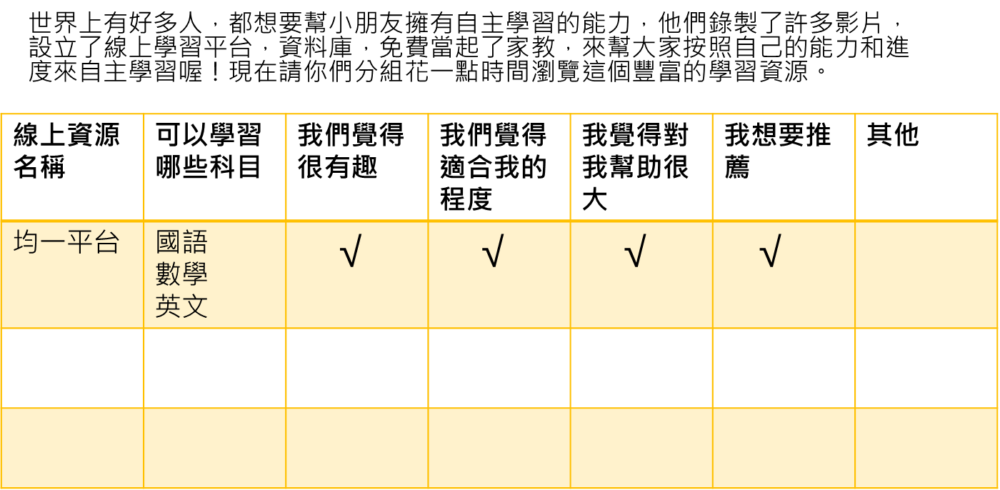 世界上有好多人，都想要幫小朋友擁有自主學習的能力，他們錄製了許多影片，
設立了線上學習平台，資料庫，免費當起了家教，來幫大家按照自己的能力和進
度來自主學習喔！現在請你們分組花一點時間瀏覽這個豐富的學習資源。
線上資源
名稱
可以學習
哪些科目
我們覺得
很有趣
我們覺得
適合我的
程度
我覺得對
我幫助很
大
我想要推
薦
其他
均一平台
國語
數學
英文
√
√
√
√